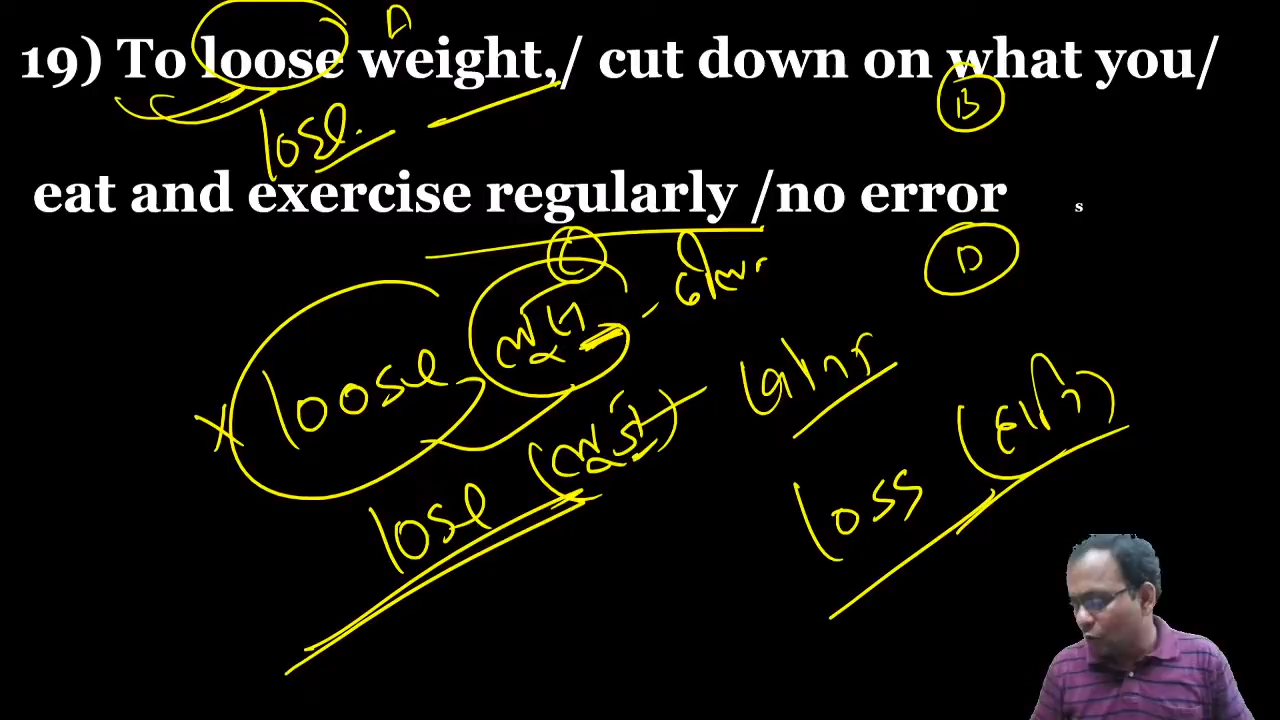 19) To loose weight,/ cut down on what you/
A
B
lose.
eat and exercise regularly /no error
s
C
D
x loose
lose
loss